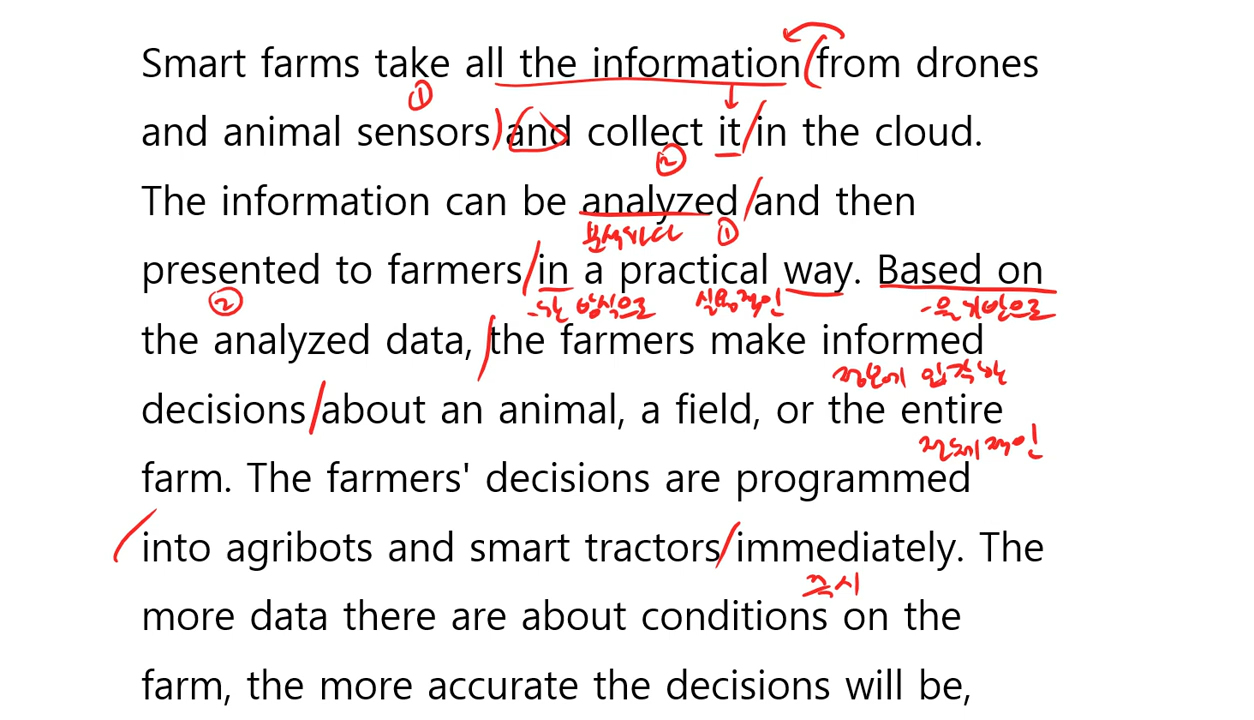 Smart farms take all the information from drones
①
and animal sensors and collect it in the cloud.
②
The information can be analyzed and then
분석하다 ①
presented to farmers in a practical way. Based on
② -한 방식으로 실용적인 -을 기반으로
the analyzed data, the farmers make informed
정보에 입각한
decisions about an animal, a field, or the entire
전체적인
farm. The farmers' decisions are programmed
into agribots and smart tractors immediately. The
즉시
more data there are about conditions on the
farm, the more accurate the decisions will be,